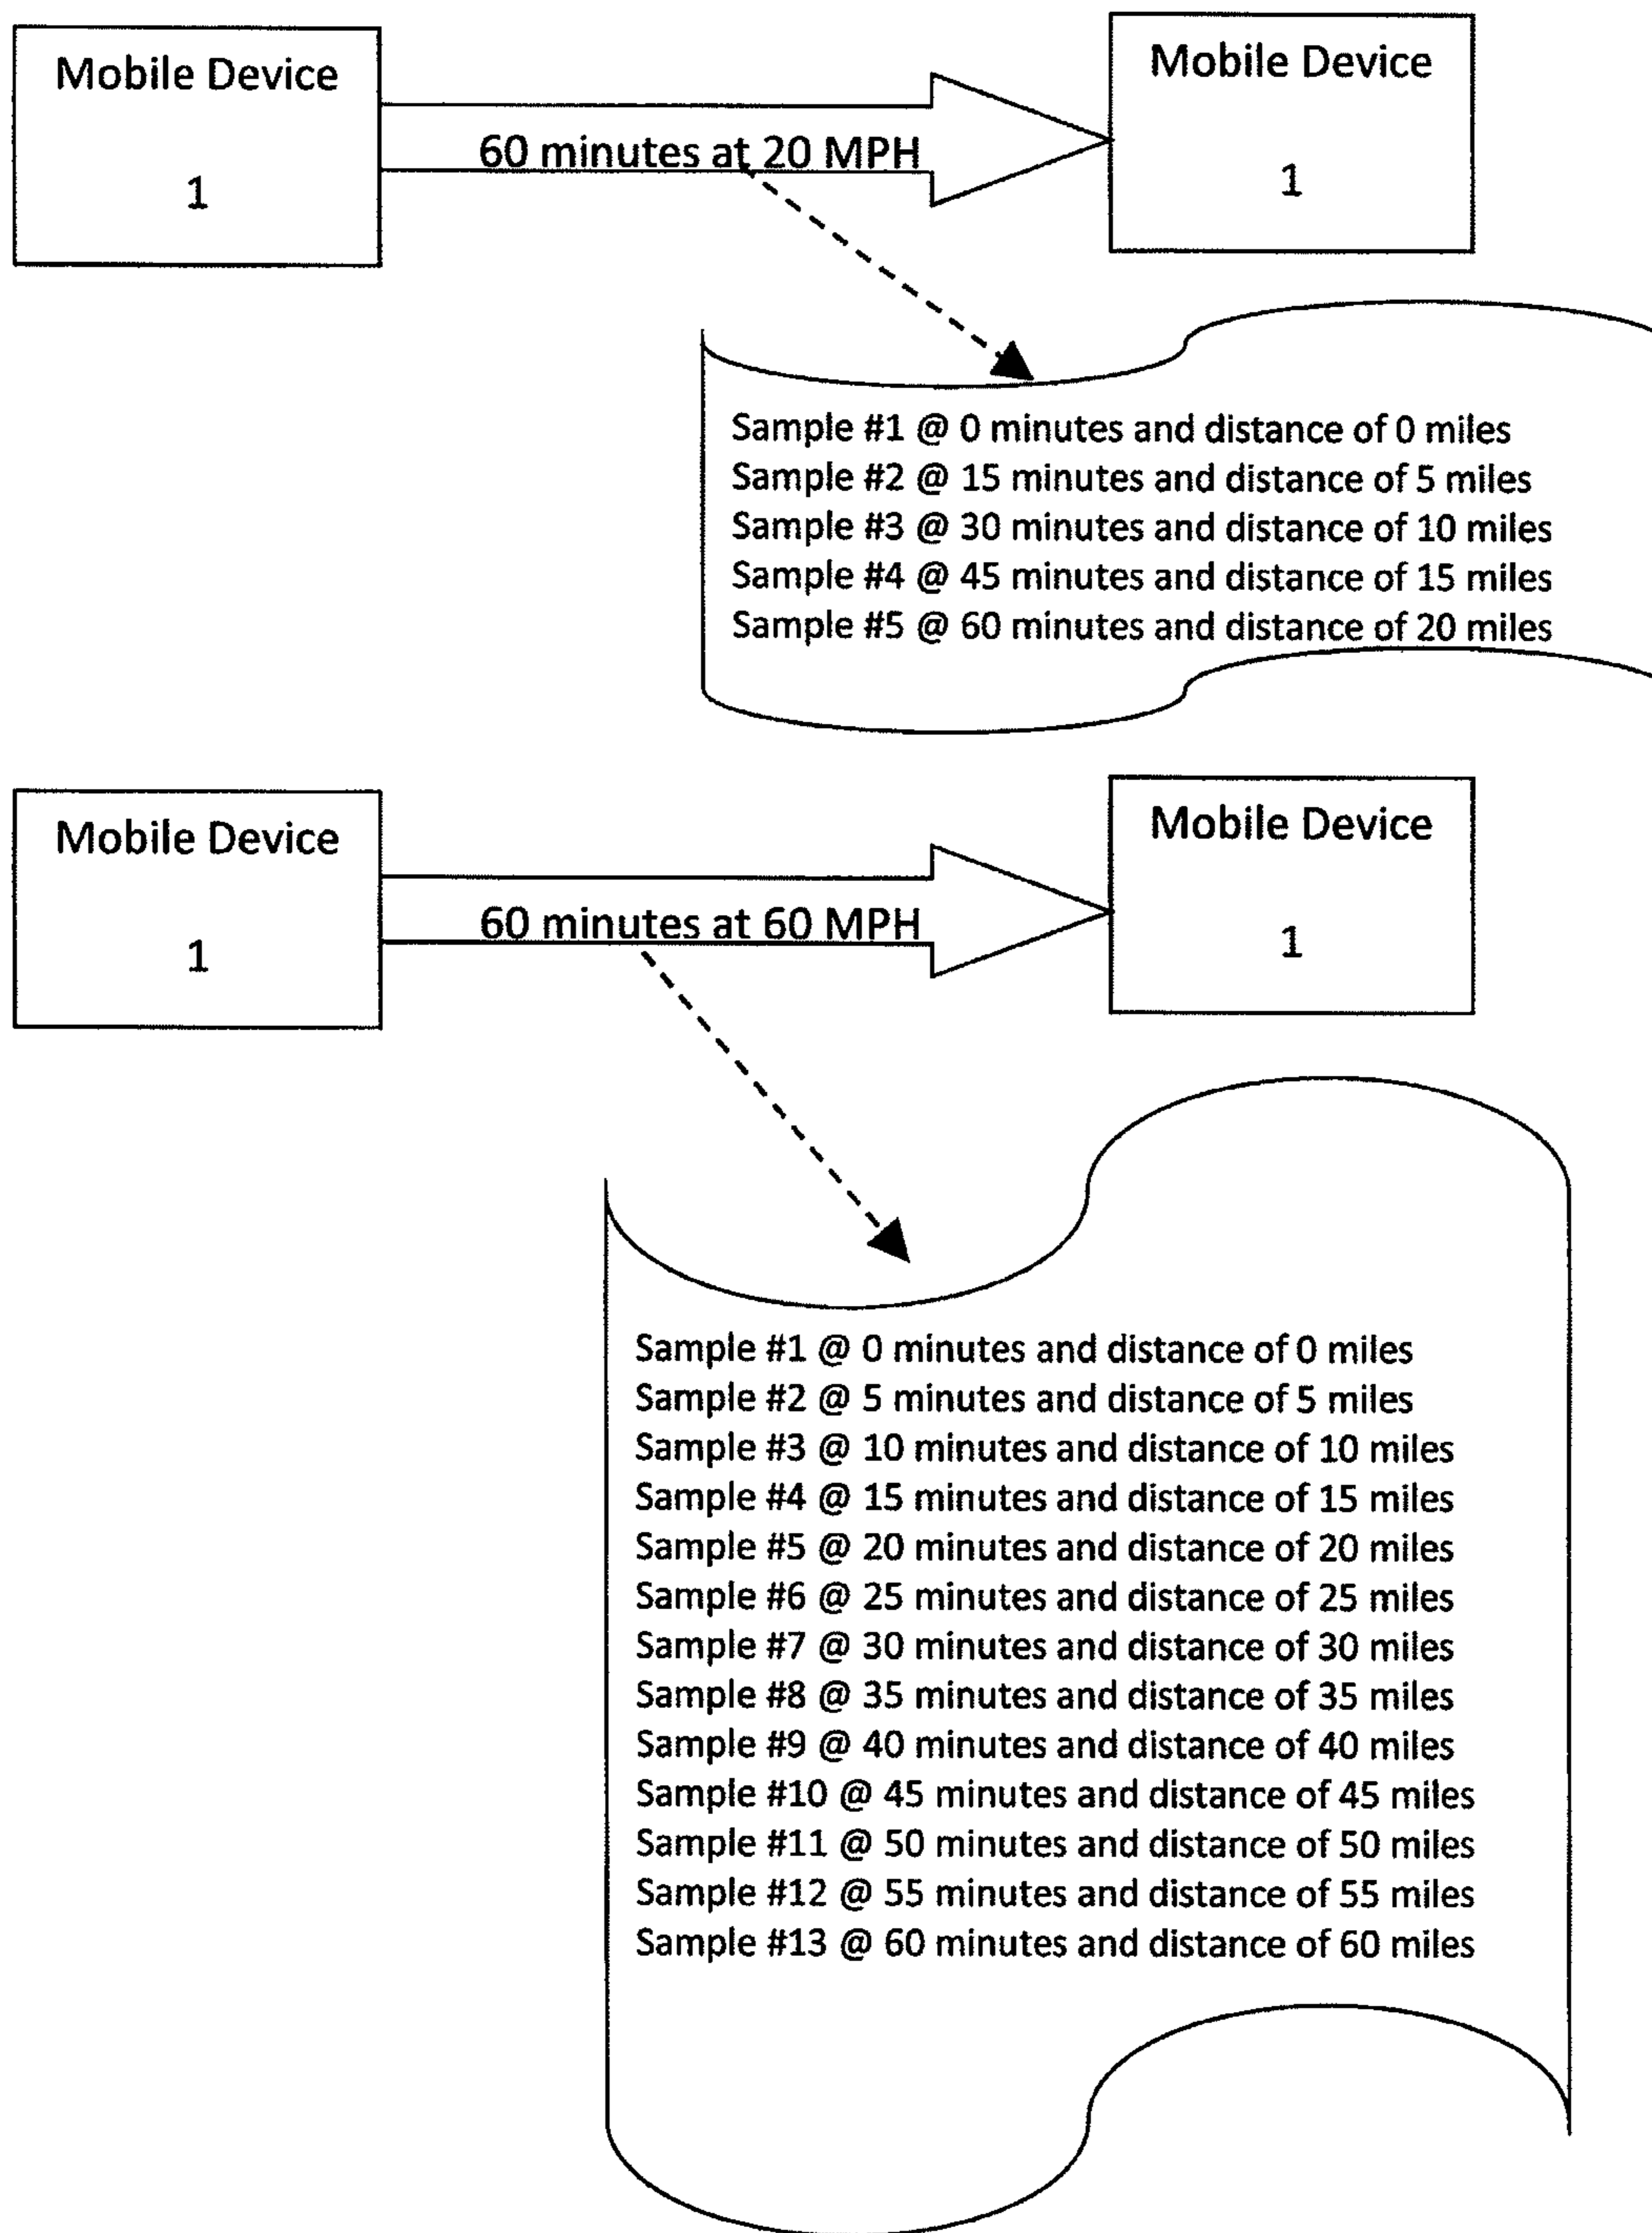 Mobile Device
1
60 minutes at 20 MPH
Mobile Device
1
Sample #1 @ 0 minutes and distance of 0 miles
Sample #2 @ 15 minutes and distance of 5 miles
Sample #3 @ 30 minutes and distance of 10 miles
Sample #4 @ 45 minutes and distance of 15 miles
Sample #5 @ 60 minutes and distance of 20 miles
Mobile Device
1
60 minutes at 60 MPH
Mobile Device
1
Sample #1 @ 0 minutes and distance of 0 miles
Sample #2 @ 5 minutes and distance of 5 miles
Sample #3 @ 10 minutes and distance of 10 miles
Sample #4 @ 15 minutes and distance of 15 miles
Sample #5 @ 20 minutes and distance of 20 miles
Sample #6 @ 25 minutes and distance of 25 miles
Sample #7 @ 30 minutes and distance of 30 miles
Sample #8 @ 35 minutes and distance of 35 miles
Sample #9 @ 40 minutes and distance of 40 miles
Sample #10 @ 45 minutes and distance of 45 miles
Sample #11 @ 50 minutes and distance of 50 miles
Sample #12 @ 55 minutes and distance of 55 miles
Sample #13 @ 60 minutes and distance of 60 miles